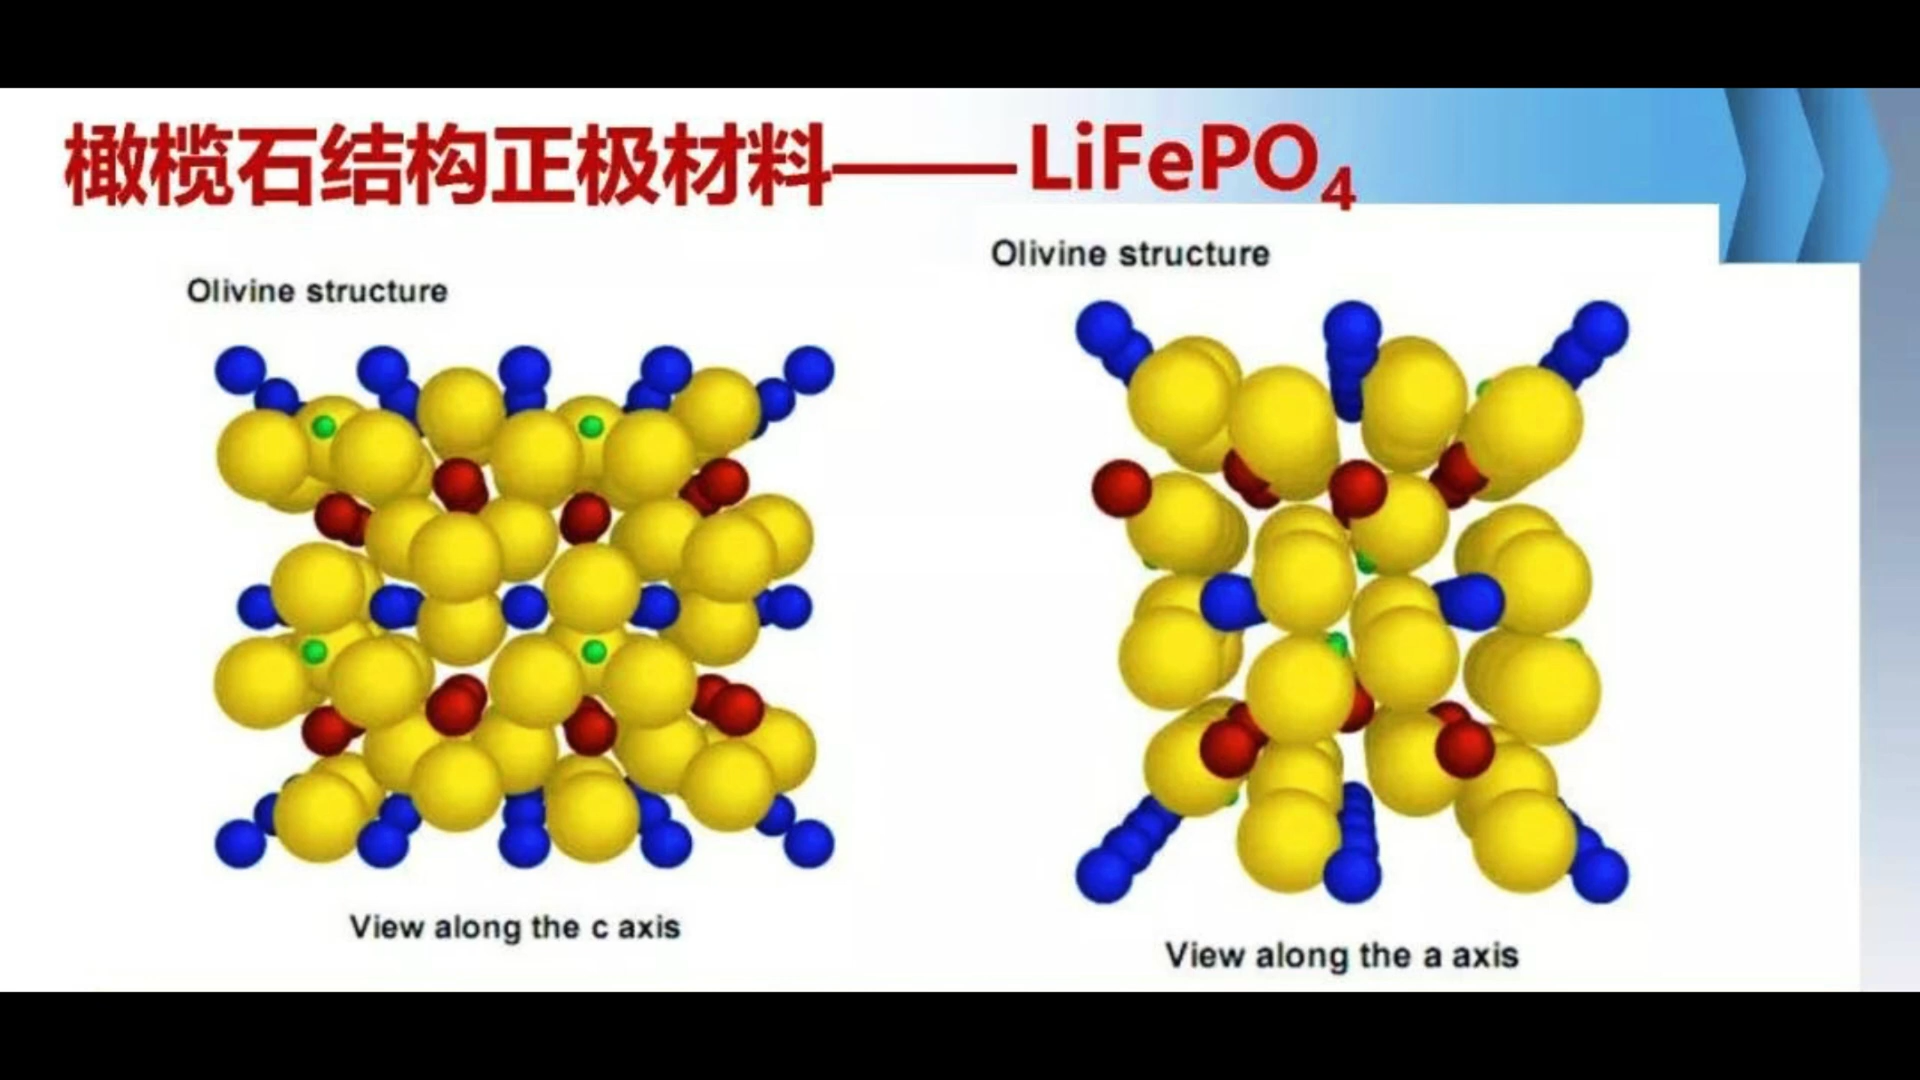 橄榄石结构正极材料——LiFePO₄
Olivine structure
Olivine structure
View along the c axis
View along the a axis